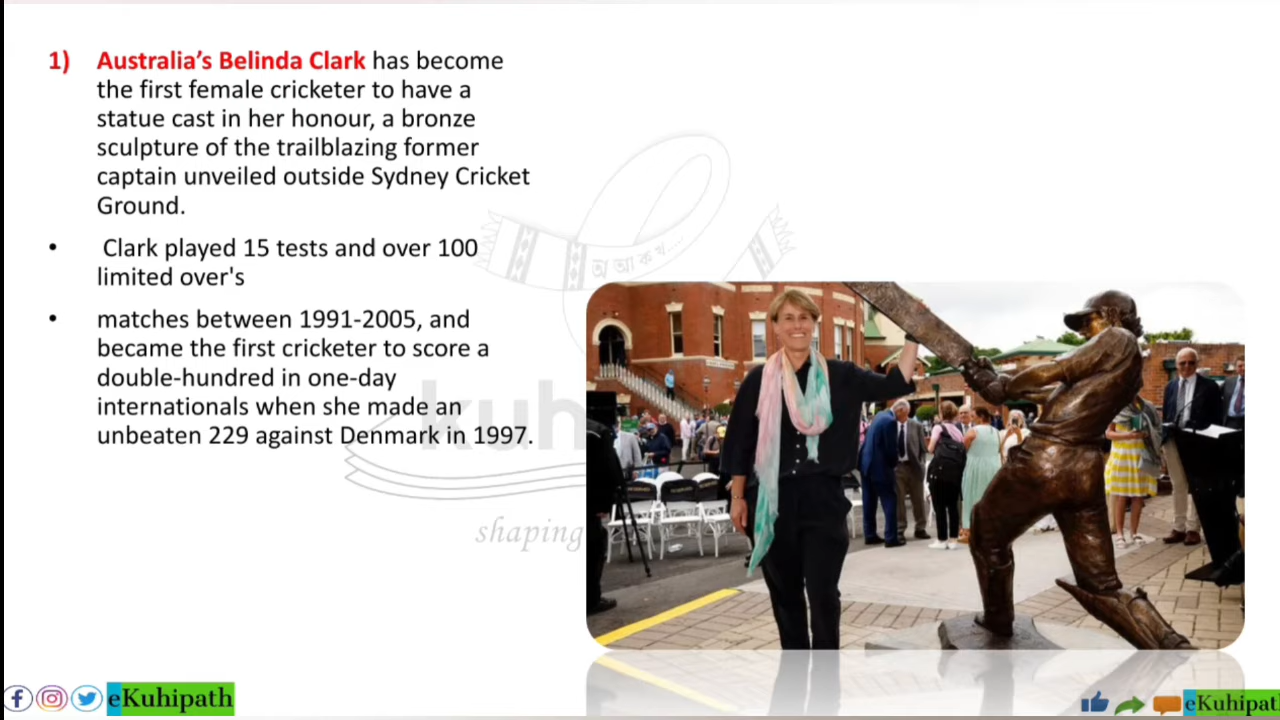 1) Australia's Belinda Clark has become
the first female cricketer to have a
statue cast in her honour, a bronze
sculpture of the trailblazing former
captain unveiled outside Sydney Cricket
Ground.
• Clark played 15 tests and over 100
limited over's
• matches between 1991-2005, and
became the first cricketer to score a
double-hundred in one-day
internationals when she made an
unbeaten 229 against Denmark in 1997.
অ আ ক খ....
kuh
shaping
eKuhipath
eKuhipat